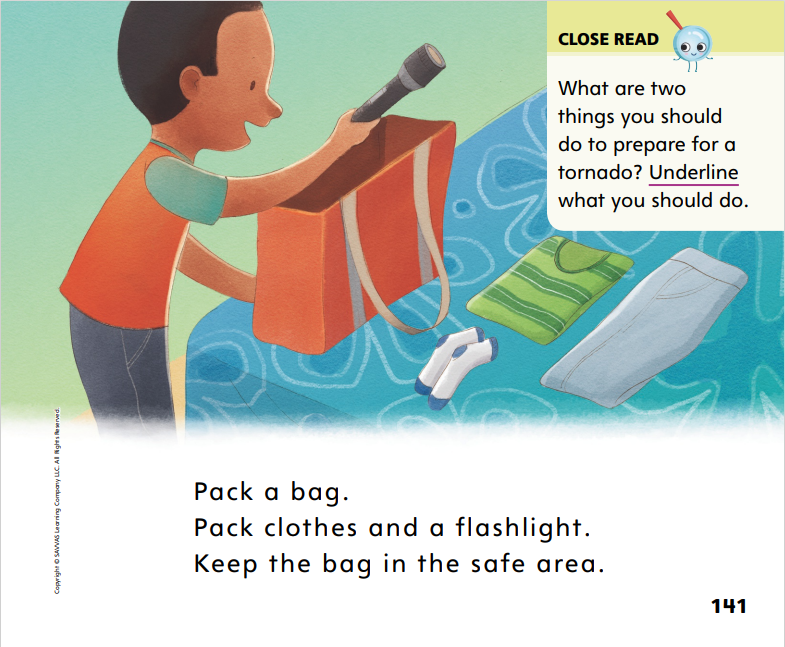 CLOSE READ
What are two
things you should
do to prepare for a
tornado? Underline
what you should do.
Pack a bag.
Pack clothes and a flashlight.
Keep the bag in the safe area.
Copyright © SAVVAS Learning Company LLC. All Rights Reserved.
141